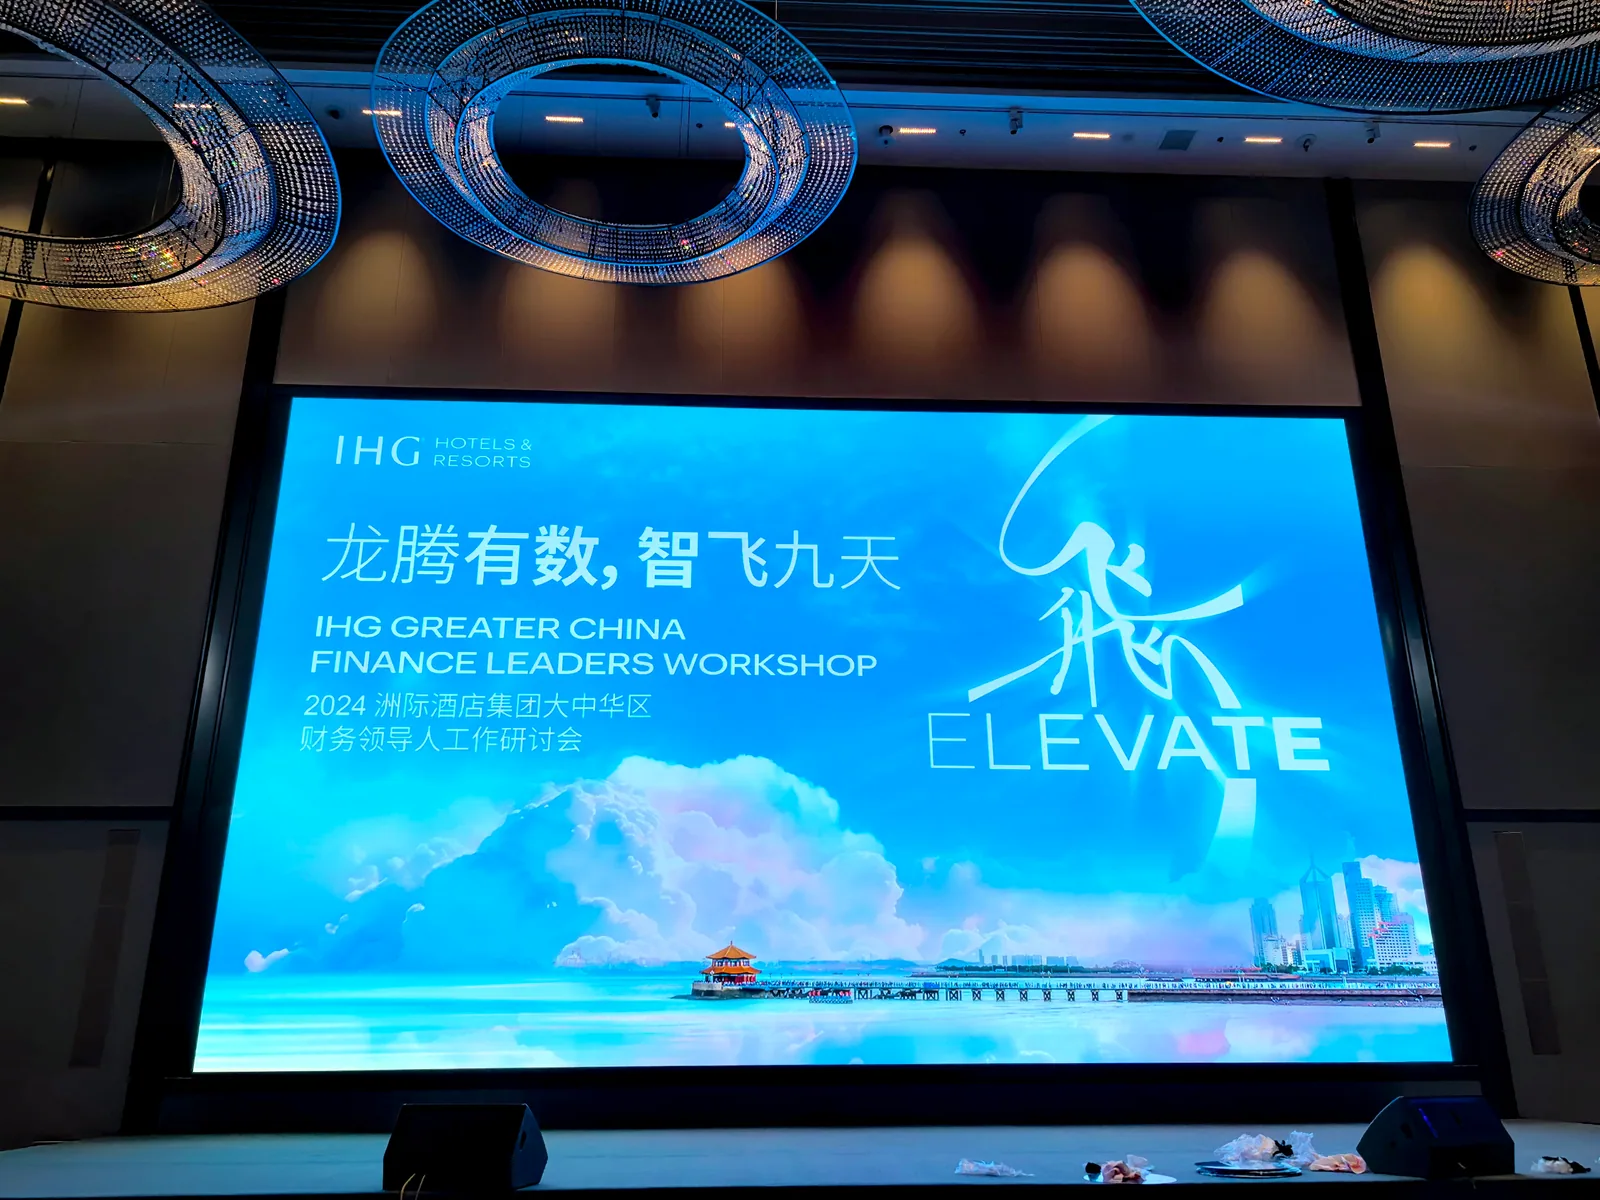 IHG HOTELS &
RESORTS
龙腾有数，智飞九天
IHG GREATER CHINA
FINANCE LEADERS WORKSHOP
2024 洲际酒店集团大中华区
财务领导人工作研讨会
飛
ELEVATE